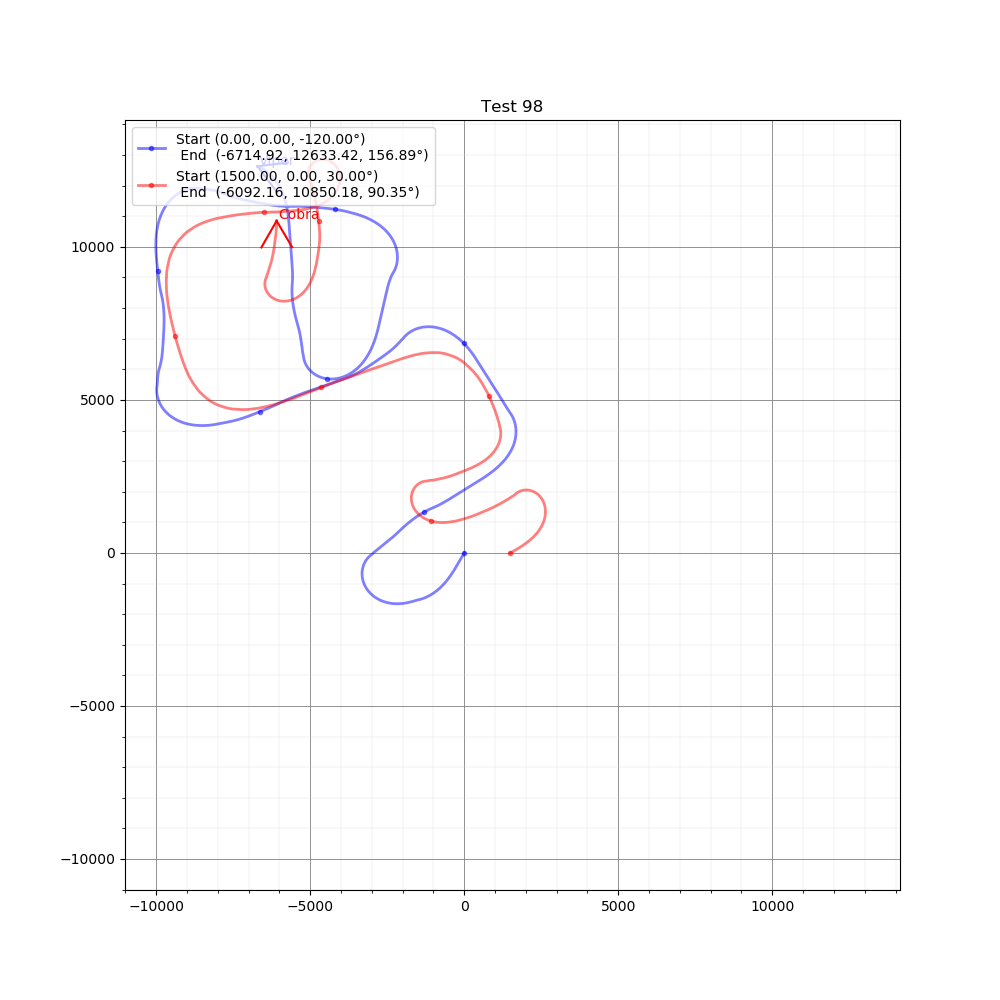 Test 98
Start (0.00, 0.00, -120.00°)
End (-6714.92, 12633.42, 156.89°)
Start (1500.00, 0.00, 30.00°)
End (-6092.16, 10850.18, 90.35°)
Cobra
10000
5000
0
−5000
−10000
−10000 −5000 0 5000 10000